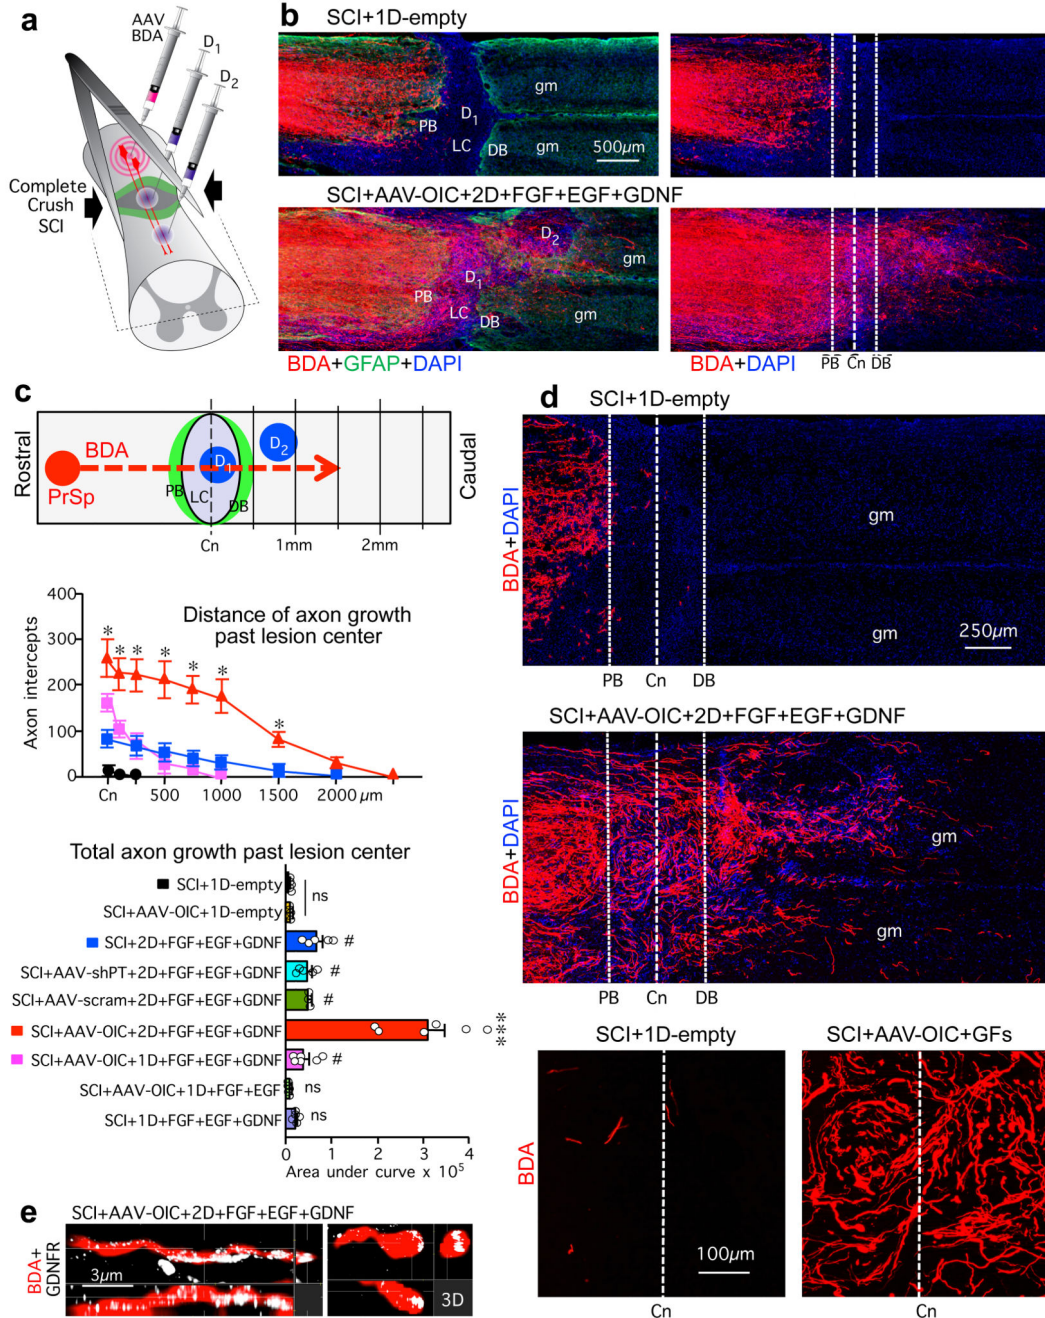 a
AAV
BDA
D1
D2
Complete
Crush
SCI
b
SCI+1D-empty
gm
D1
PB
LC
DB
gm
500µm
SCI+AAV-OIC+2D+FGF+EGF+GDNF
D2
gm
D1
PB
LC
DB
gm
BDA+GFAP+DAPI
BDA+DAPI
PB Cn DB
c
Rostral
BDA
PrSp
D1
D2
PB
LC
DB
Caudal
Cn
1mm
2mm
Distance of axon growth
past lesion center
Axon intercepts
400
300
200
100
0
* * * * * * *
Cn 500 1000 1500 2000 µm
Total axon growth past lesion center
SCI+1D-empty
ns
SCI+AAV-OIC+1D-empty
SCI+2D+FGF+EGF+GDNF #
SCI+AAV-shPT+2D+FGF+EGF+GDNF #
SCI+AAV-scram+2D+FGF+EGF+GDNF #
SCI+AAV-OIC+2D+FGF+EGF+GDNF ***
SCI+AAV-OIC+1D+FGF+EGF+GDNF #
SCI+AAV-OIC+1D+FGF+EGF ns
SCI+1D+FGF+EGF+GDNF ns
0 1 2 3 4
Area under curve x 10⁵
d
SCI+1D-empty
BDA+DAPI
gm
gm
250µm
PB Cn DB
SCI+AAV-OIC+2D+FGF+EGF+GDNF
BDA+DAPI
gm
gm
PB Cn DB
SCI+1D-empty
SCI+AAV-OIC+GFs
BDA
100µm
Cn
Cn
e
SCI+AAV-OIC+2D+FGF+EGF+GDNF
BDA+
GDNFR
3µm
3D